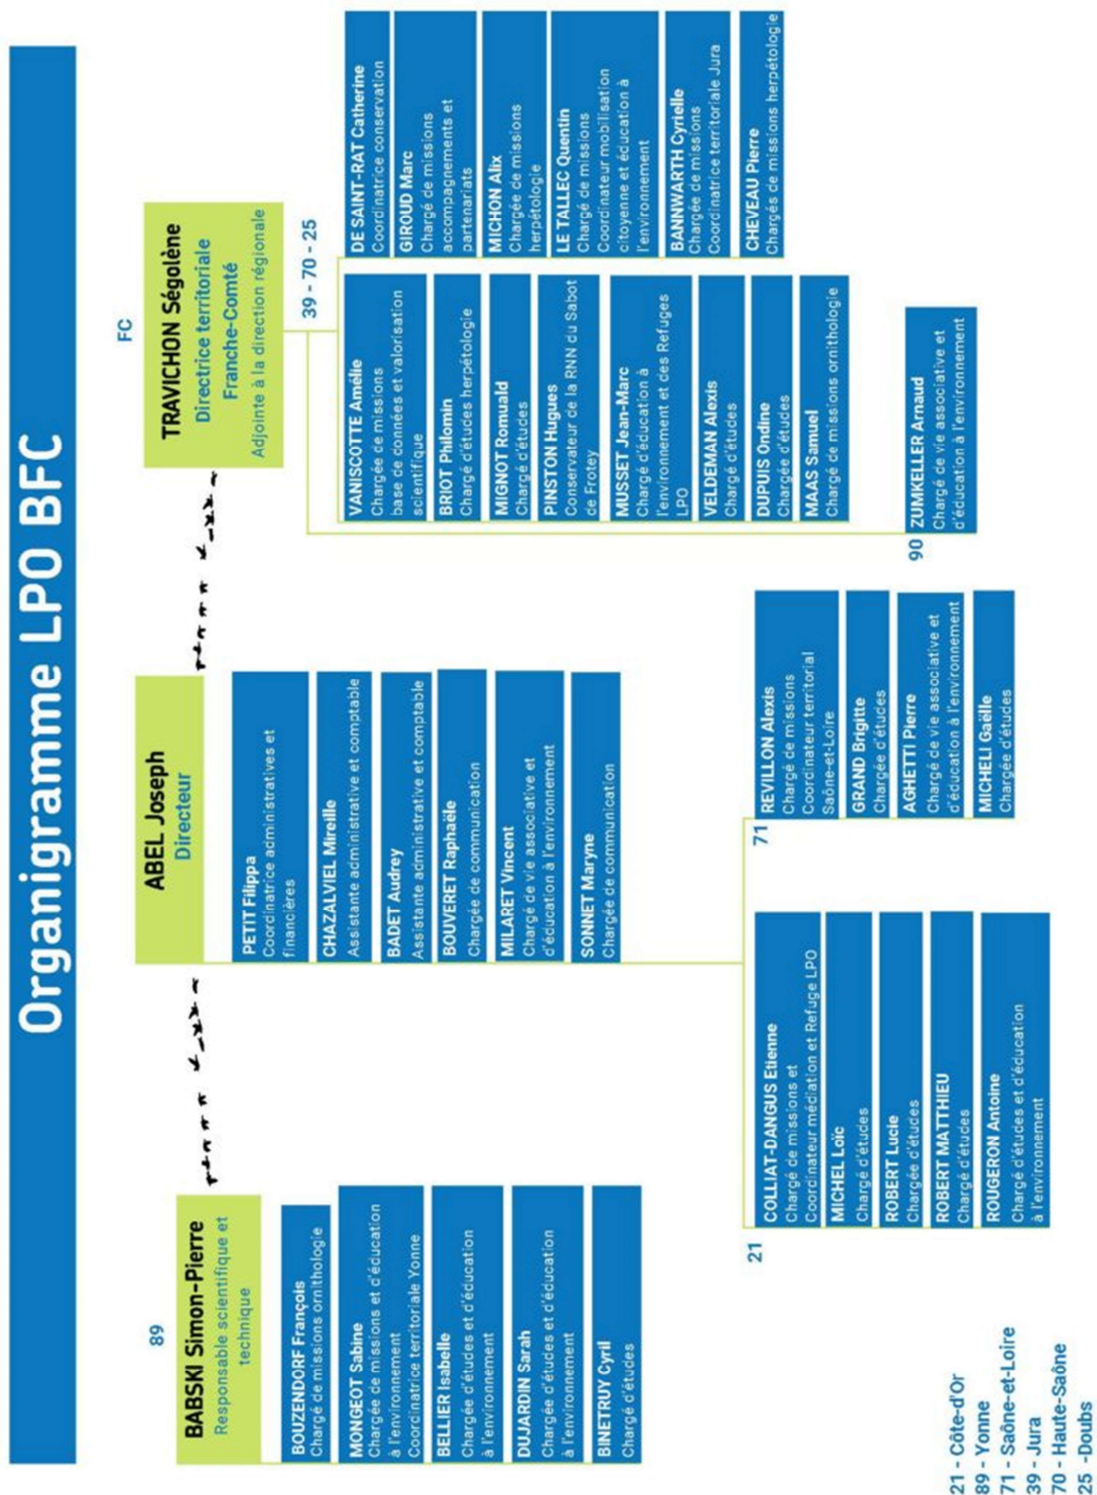 Organigramme LPO BFC
89
BABSKI Simon-Pierre
Responsable scientifique et
technique
BOUZENDORF François
Chargé de missions ornithologie
MONGEOT Sabine
Chargée de missions et d'éducation
à l'environnement
Coordinatrice territoriale Yonne
BELLIER Isabelle
Chargée d'études et d'éducation
à l'environnement
DUJARDIN Sarah
Chargée d'études et d'éducation
à l'environnement
BINETRUY Cyril
Chargé d'études
ABEL Joseph
Directeur
PETIT Filippa
Coordinatrice administratives et
financières
CHAZALVIEL Mireille
Assistante administrative et comptable
BADET Audrey
Assistante administrative et comptable
BOUVERET Raphaële
Chargée de communication
MILARET Vincent
Chargé de vie associative et
d'éducation à l'environnement
SONNET Maryne
Chargée de communication
21
COLLIAT-DANGUS Etienne
Chargé de missions et
Coordinateur médiation et Refuge LPO
MICHEL Loïc
Chargé d'études
ROBERT Lucie
Chargée d'études
ROBERT MATTHIEU
Chargé d'études
ROUGERON Antoine
Chargé d'études et d'éducation
à l'environnement
71
REVILLON Alexis
Chargé de missions
Coordinateur territorial
Saône-et-Loire
GRAND Brigitte
Chargée d'études
AGHETTI Pierre
Chargé de vie associative et
d'éducation à l'environnement
MICHELI Gaëlle
Chargée d'études
FC
TRAVICHON Ségolène
Directrice territoriale
Franche-Comté
Adjointe à la direction régionale
39 - 70 - 25
VANISCOTTE Amélie
Chargée de missions
base de données et valorisation
scientifique
BRIOT Philomin
Chargé d'études herpétologie
MIGNOT Romuald
Chargé d'études
PINSTON Hugues
Conservateur de la RNN du Sabot
de Frotey
MUSSET Jean-Marc
Chargé d'éducation à
l'environnement et des Refuges
LPO
VELDEMAN Alexis
Chargé d'études
DUPUIS Ondine
Chargée d'études
MAAS Samuel
Chargé de missions ornithologie
DE SAINT-RAT Catherine
Coordinatrice conservation
GIROUD Marc
Chargé de missions
accompagnements et
partenariats
MICHON Alix
Chargée de missions
herpétologie
LE TALLEC Quentin
Chargé de missions
Coordinateur mobilisation
citoyenne et éducation à
l'environnement
BANNWARTH Cyrielle
Chargée de missions
Coordinatrice territoriale Jura
CHEVEAU Pierre
Chargés de missions herpétologie
90
ZUMKELLER Arnaud
Chargé de vie associative et
d'éducation à l'environnement
21 - Côte-d'Or
89 - Yonne
71 - Saône-et-Loire
39 - Jura
70 - Haute-Saône
25 -Doubs